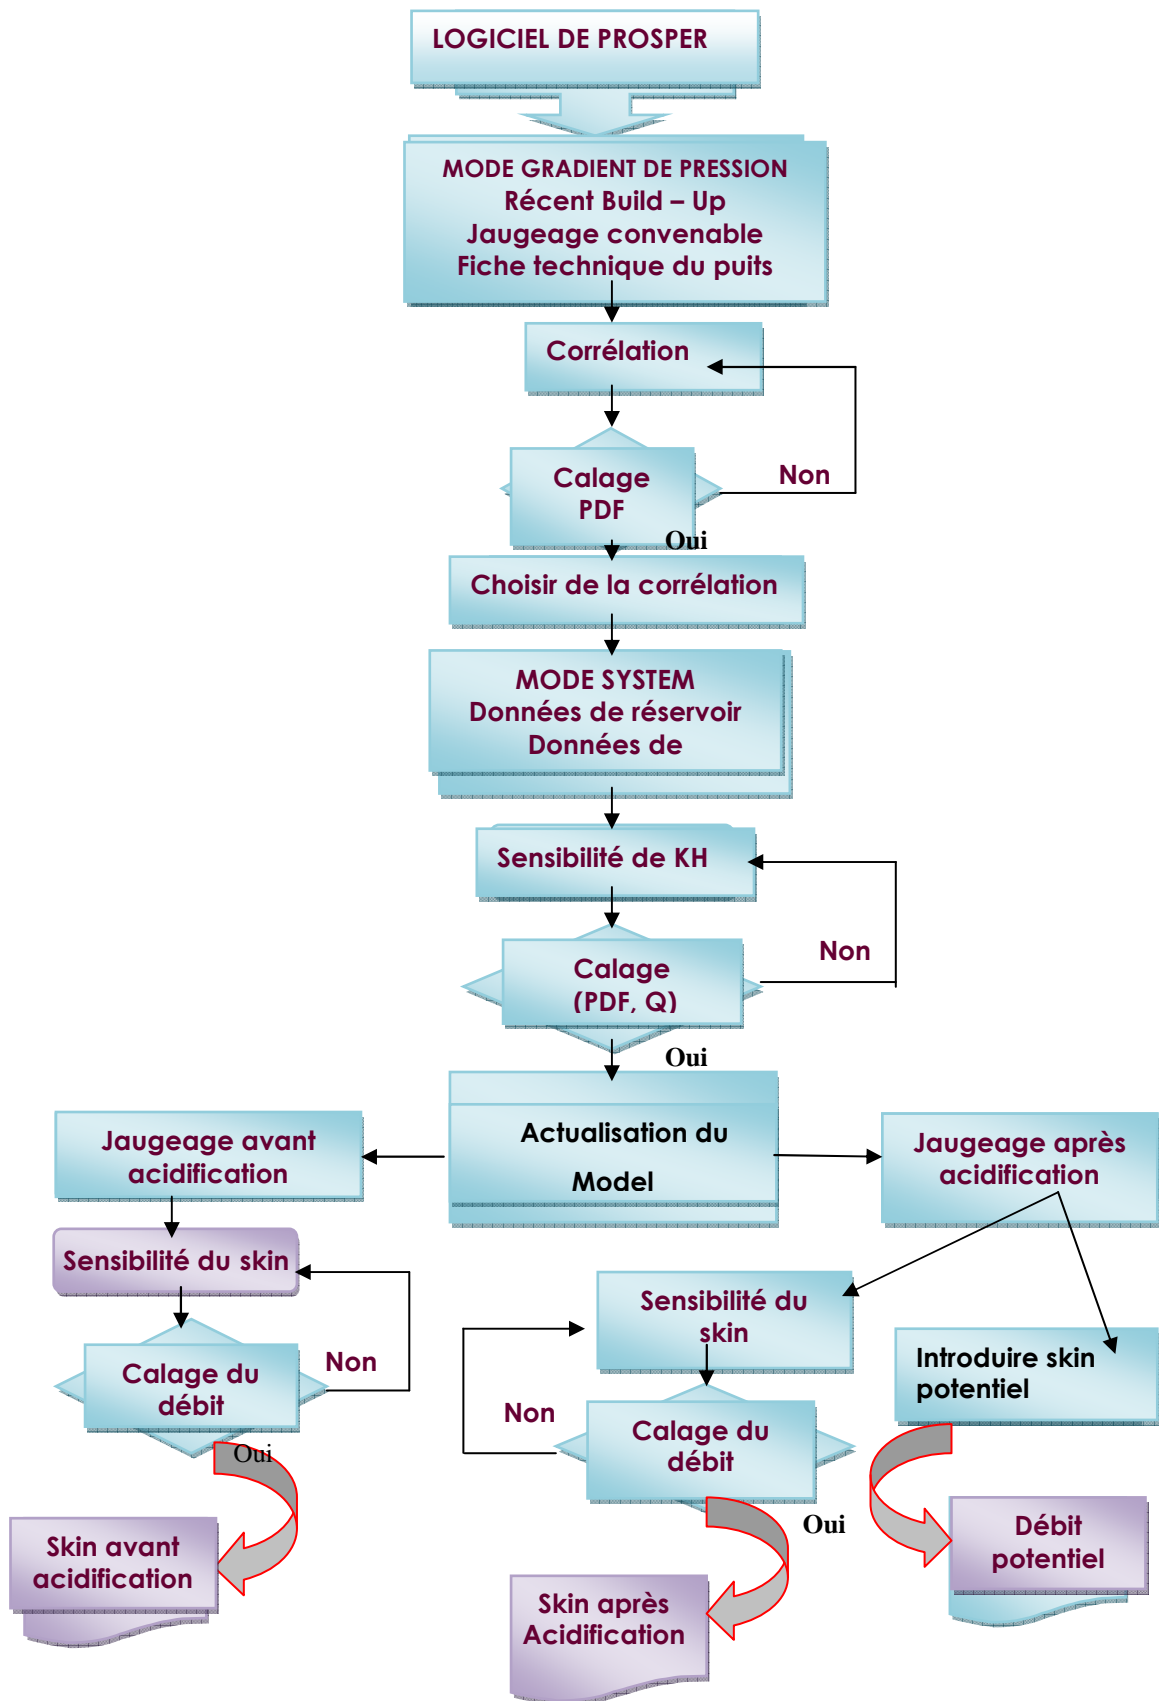 LOGICIEL DE PROSPER
MODE GRADIENT DE PRESSION
Récent Build – Up
Jaugeage convenable
Fiche technique du puits
Corrélation
Calage
PDF
Non
Oui
Choisir de la corrélation
MODE SYSTEM
Données de réservoir
Données de
Sensibilité de KH
Calage
(PDF, Q)
Non
Oui
Actualisation du
Model
Jaugeage avant
acidification
Sensibilité du skin
Calage du
débit
Non
Oui
Skin avant
acidification
Jaugeage après
acidification
Sensibilité du
skin
Calage du
débit
Non
Oui
Skin après
Acidification
Introduire skin
potentiel
Débit
potentiel